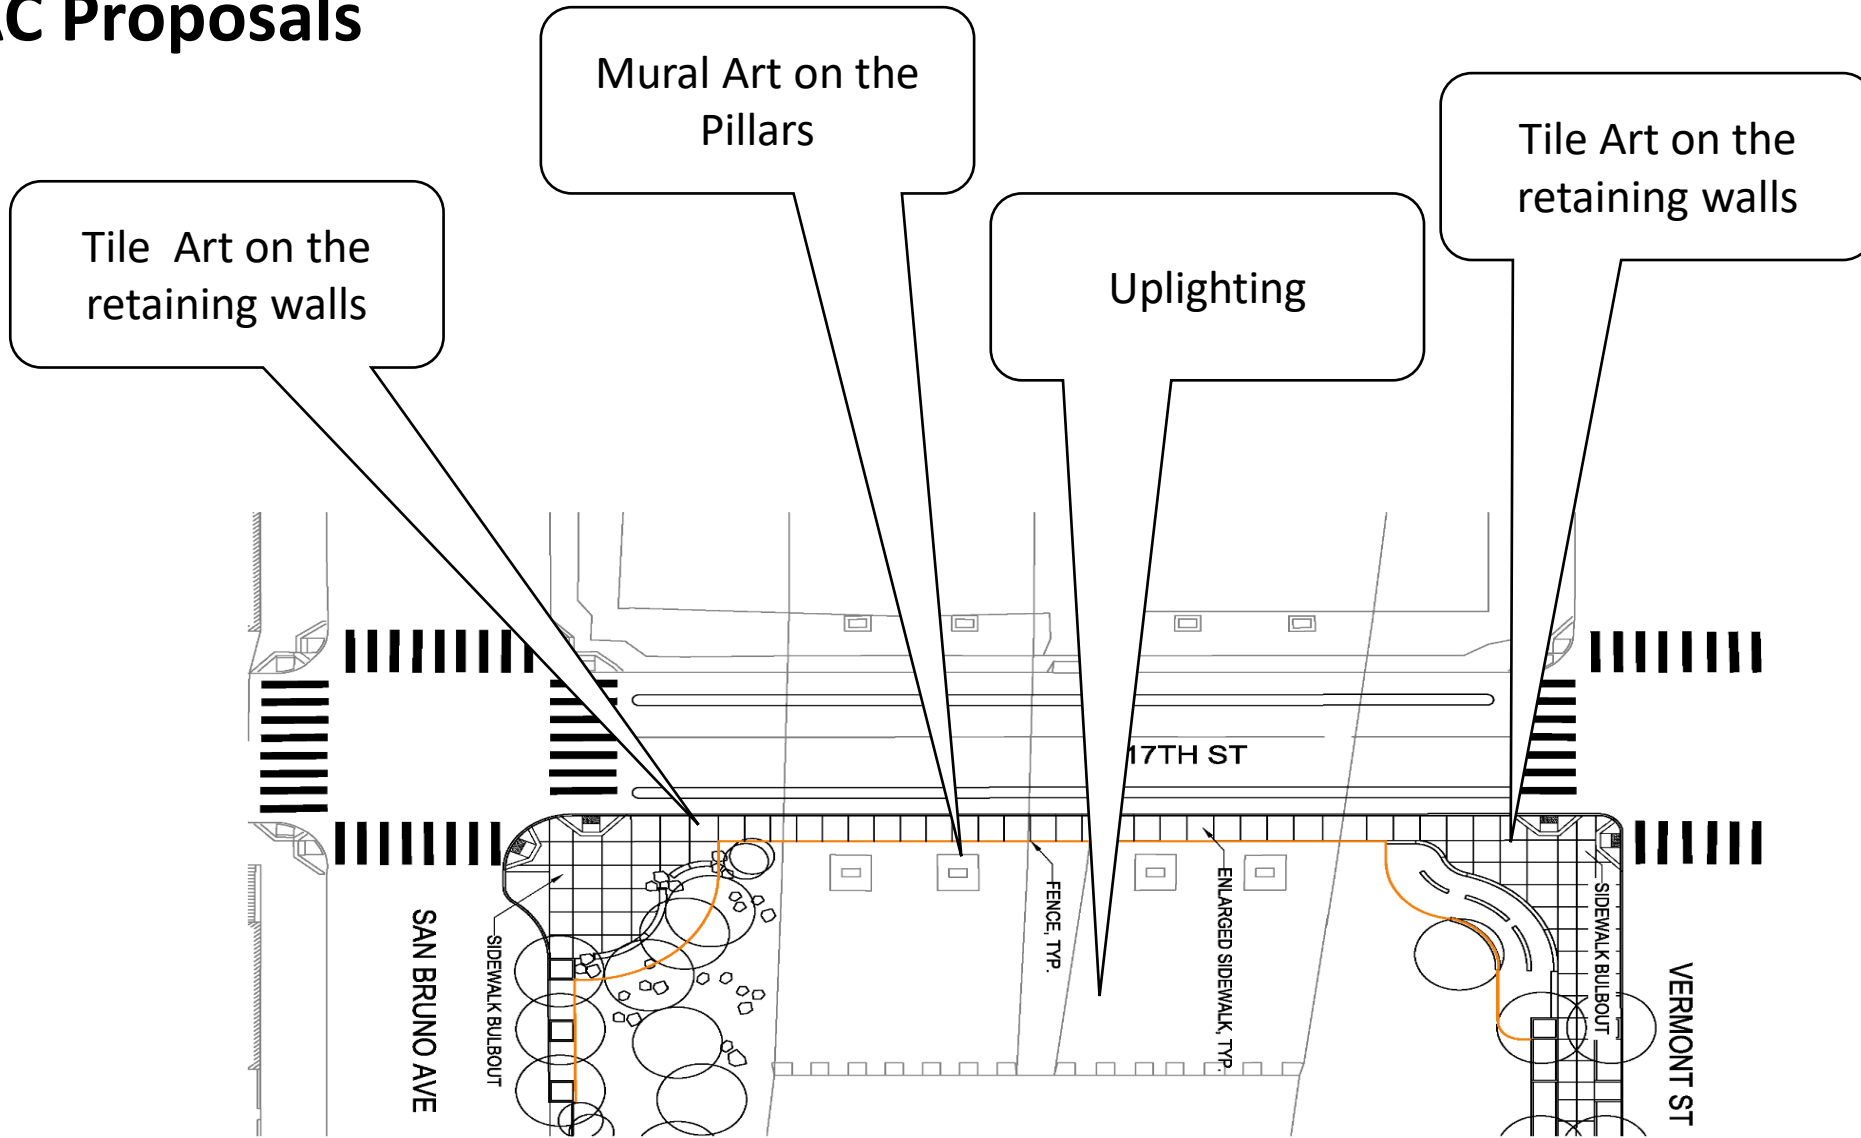 AC Proposals
Mural Art on the
Pillars
Tile Art on the
retaining walls
Tile  Art on the
retaining walls
Uplighting
17TH ST
SAN BRUNO AVE
SIDEWALK BULBOUT
FENCE, TYP.
ENLARGED SIDEWALK, TYP.
SIDEWALK BULBOUT
VERMONT ST